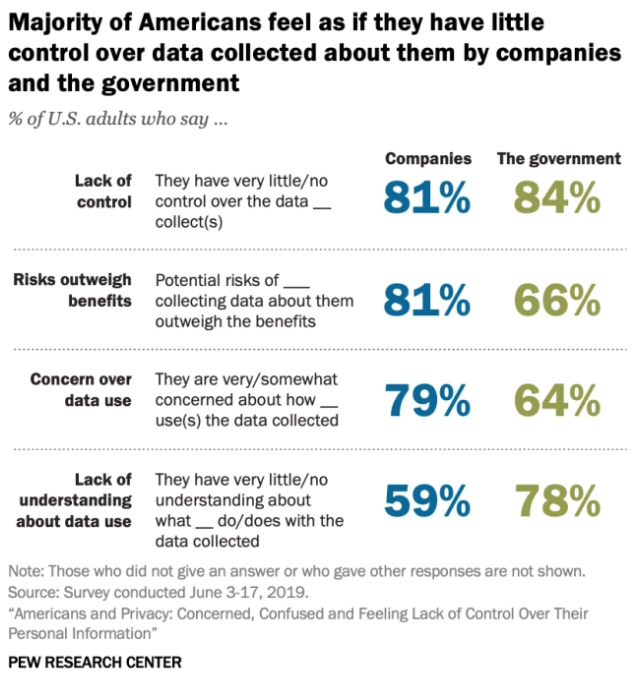 Majority of Americans feel as if they have little
control over data collected about them by companies
and the government
% of U.S. adults who say ...
Companies The government
Lack of
control
They have very little/no
control over the data __
collect(s)
81% 84%
Risks outweigh
benefits
Potential risks of ___
collecting data about them
outweigh the benefits
81% 66%
Concern over
data use
They are very/somewhat
concerned about how __
use(s) the data collected
79% 64%
Lack of
understanding
about data use
They have very little/no
understanding about
what __ do/does with the
data collected
59% 78%
Note: Those who did not give an answer or who gave other responses are not shown.
Source: Survey conducted June 3-17, 2019.
“Americans and Privacy: Concerned, Confused and Feeling Lack of Control Over Their
Personal Information”
PEW RESEARCH CENTER